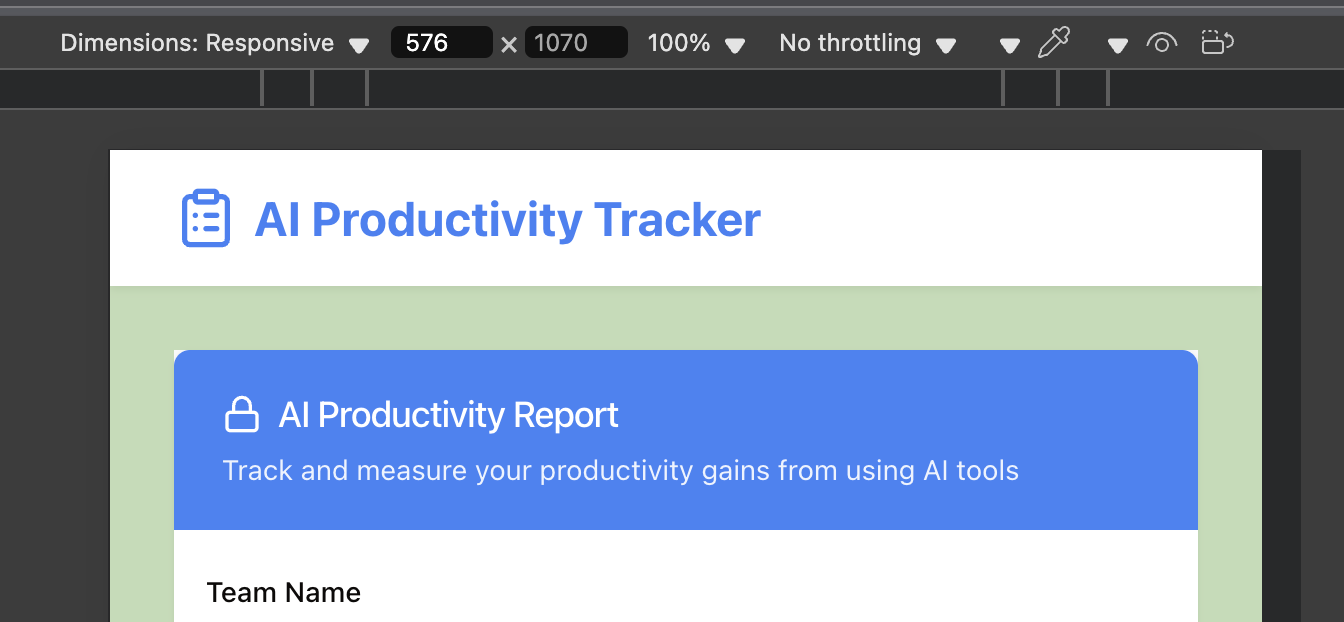 Dimensions: Responsive 576 × 1070 100% No throttling
AI Productivity Tracker
AI Productivity Report
Track and measure your productivity gains from using AI tools
Team Name